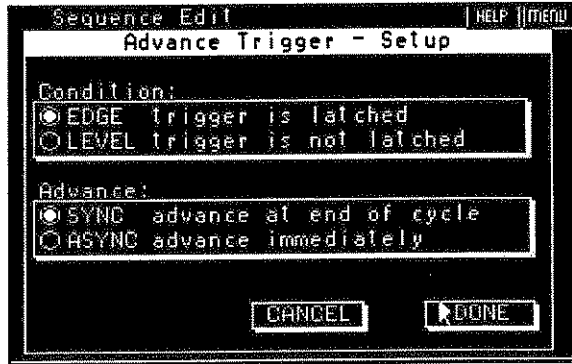 Sequence Edit HELP MENU
Advance Trigger - Setup
Condition:
EDGE trigger is latched
LEVEL trigger is not latched
Advance:
SYNC advance at end of cycle
ASYNC advance immediately
CANCEL DONE